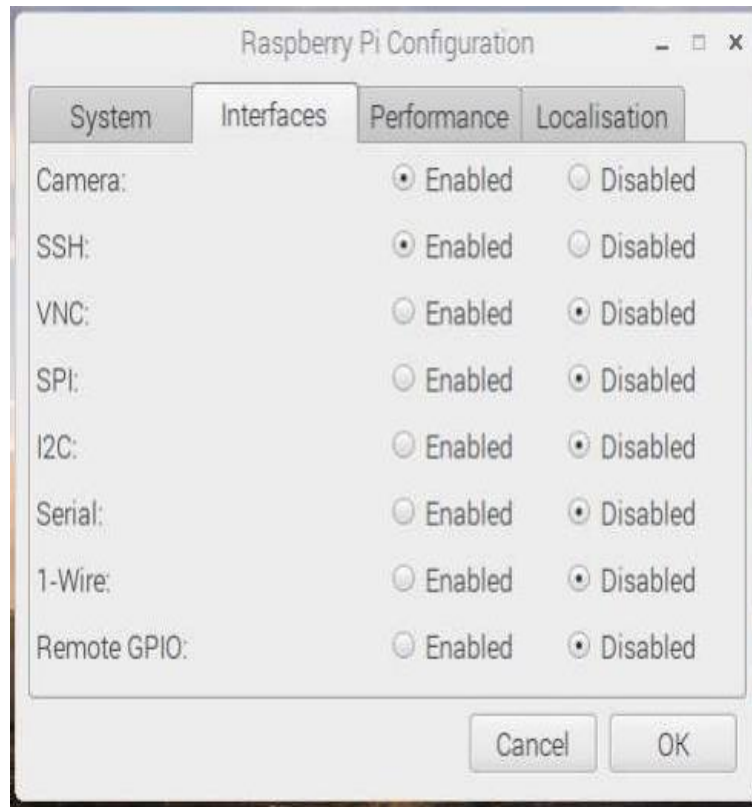 Raspberry Pi Configuration
System Interfaces Performance Localisation
Camera: Enabled Disabled
SSH: Enabled Disabled
VNC: Enabled Disabled
SPI: Enabled Disabled
I2C: Enabled Disabled
Serial: Enabled Disabled
1-Wire: Enabled Disabled
Remote GPIO: Enabled Disabled
Cancel OK